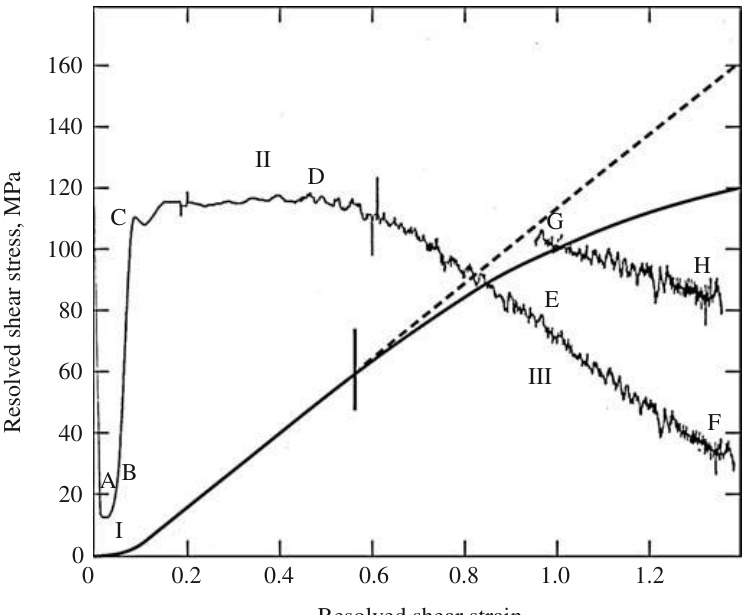 Resolved shear stress, MPa
160
140
120
100
80
60
40
20
0
II
D
C
G
H
E
III
F
A
B
I
0 0.2 0.4 0.6 0.8 1.0 1.2
Resolved shear strain